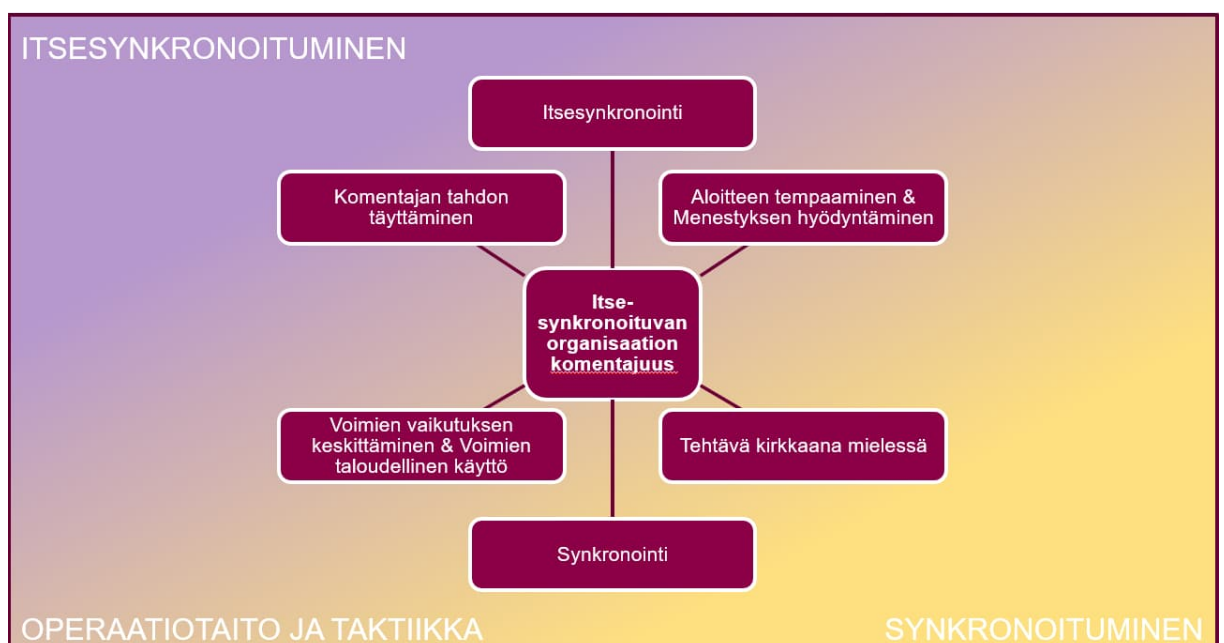 ITSESYNKRONOITUMINEN
Itsesynkronointi
Komentajan tahdon
täyttäminen
Aloitteen tempaaminen &
Menestyksen hyödyntäminen
Itse-
synkronoituvan
organisaation
komentajuus
Voimien vaikutuksen
keskittäminen & Voimien
taloudellinen käyttö
Tehtävä kirkkaana mielessä
Synkronointi
OPERAATIOTAITO JA TAKTIIKKA
SYNKRONOITUMINEN